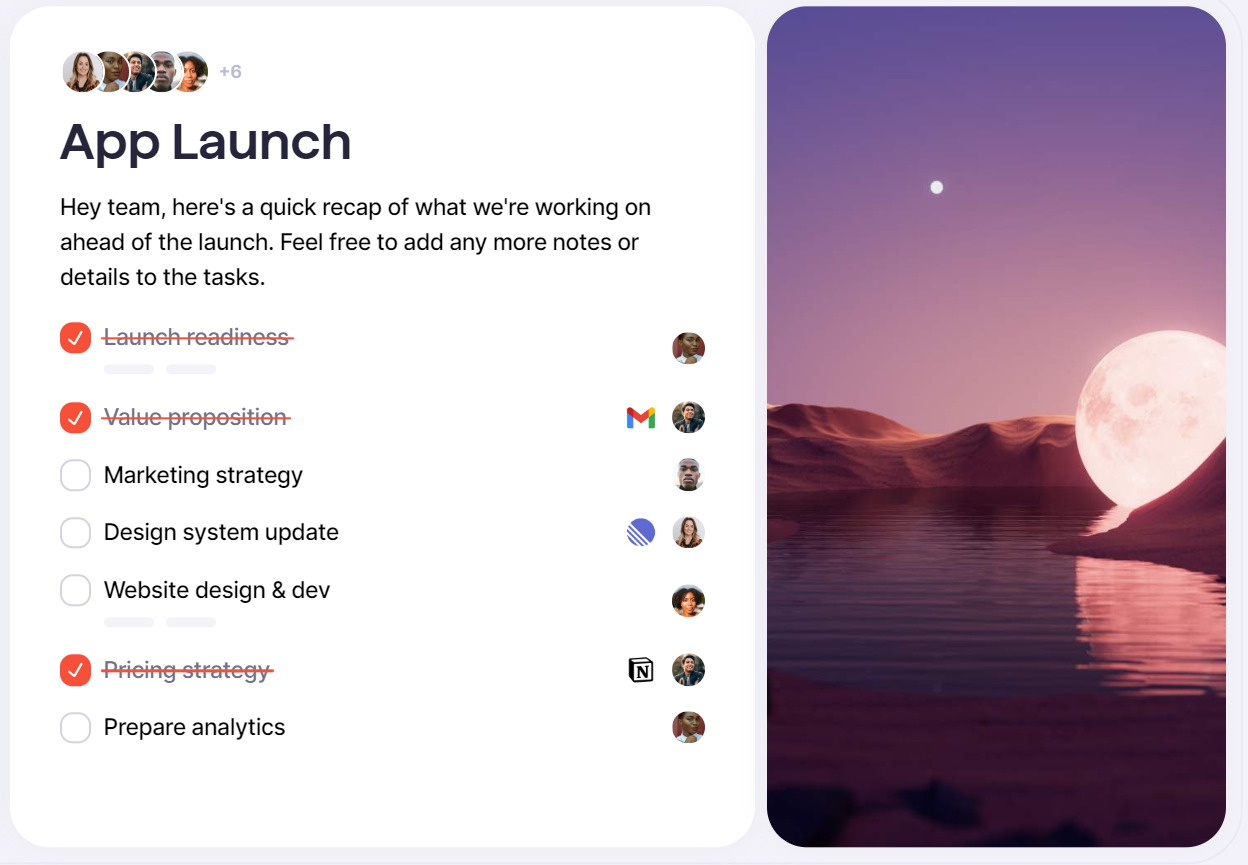 +6
App Launch
Hey team, here's a quick recap of what we're working on
ahead of the launch. Feel free to add any more notes or
details to the tasks.
Launch readiness
Value proposition
Marketing strategy
Design system update
Website design & dev
Pricing strategy
N
Prepare analytics